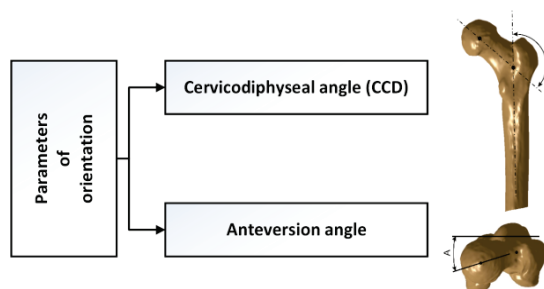 Parameters
of
orientation
Cervicodiphyseal angle (CCD)
Anteversion angle
A